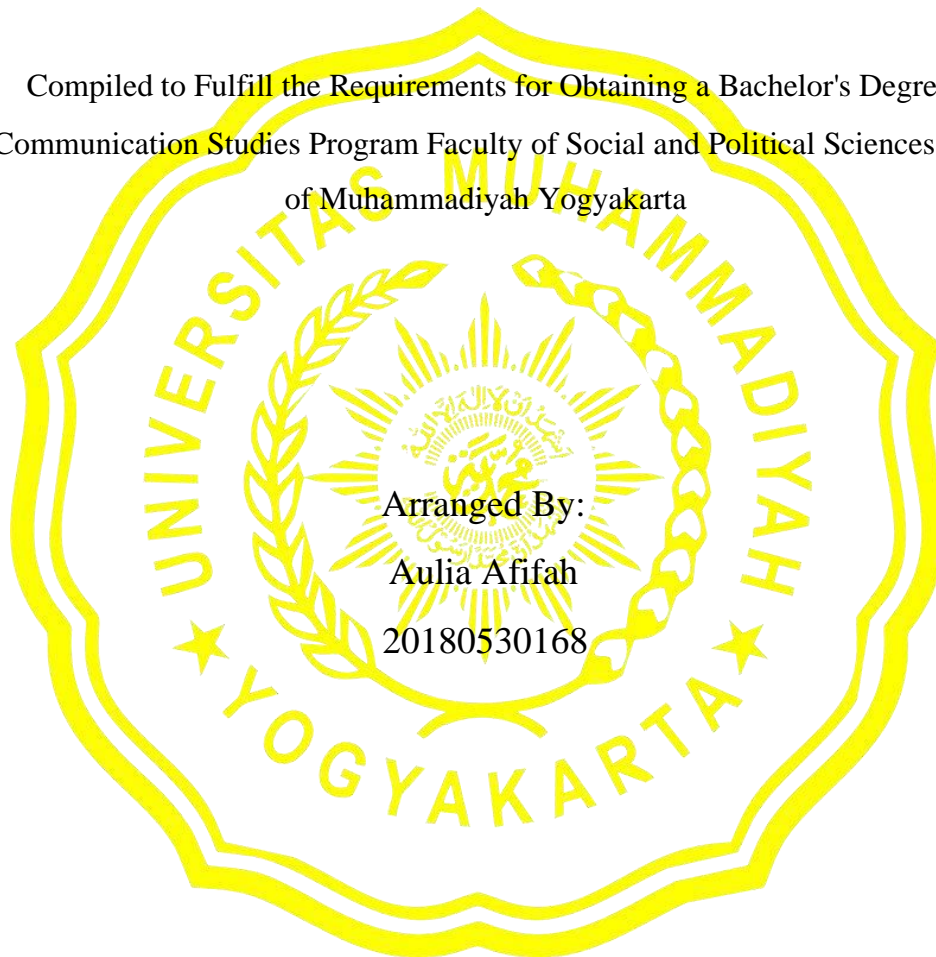 Compiled to Fulfill the Requirements for Obtaining a Bachelor's Degre
Communication Studies Program Faculty of Social and Political Sciences
of Muhammadiyah Yogyakarta
UNIVERSITAS MUHAMMADIYAH
Arranged By:
Aulia Afifah
20180530168
★ YOGYAKARTA ★